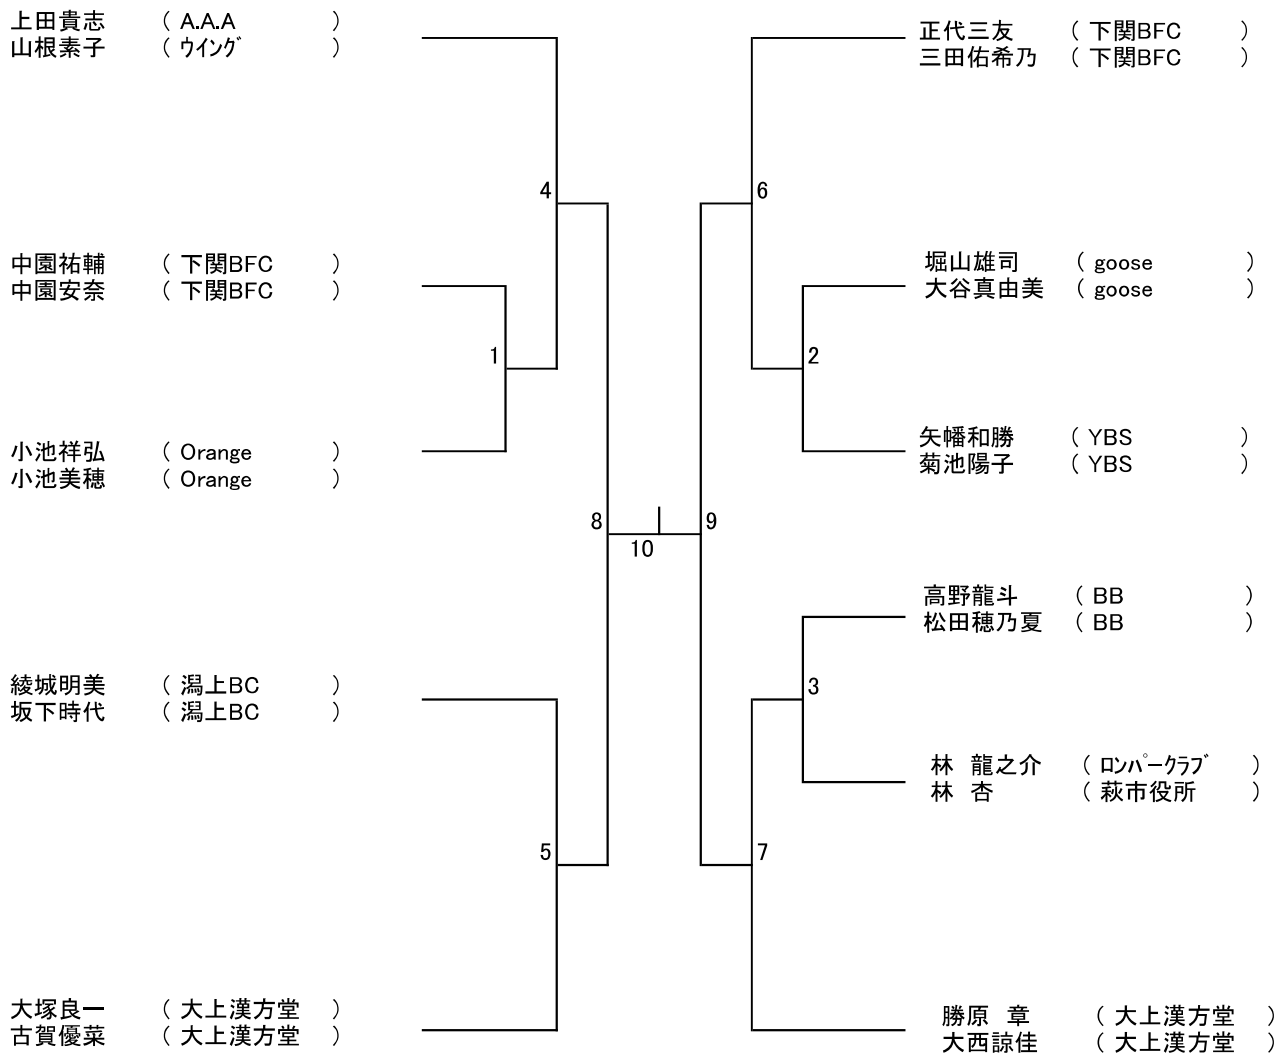 上田貴志 ( A.A.A )
山根素子 ( ウイング )
中園祐輔 ( 下関BFC )
中園安奈 ( 下関BFC )
小池祥弘 ( Orange )
小池美穂 ( Orange )
綾城明美 ( 潟上BC )
坂下時代 ( 潟上BC )
大塚良一 ( 大上漢方堂 )
古賀優菜 ( 大上漢方堂 )
4
1
5
8
10
9
6
2
3
7
正代三友 ( 下関BFC )
三田佑希乃 ( 下関BFC )
堀山雄司 ( goose )
大谷真由美 ( goose )
矢幡和勝 ( YBS )
菊池陽子 ( YBS )
高野龍斗 ( BB )
松田穂乃夏 ( BB )
林 龍之介 ( ロンパークラブ )
林 杏 ( 萩市役所 )
勝原 章 ( 大上漢方堂 )
大西諒佳 ( 大上漢方堂 )